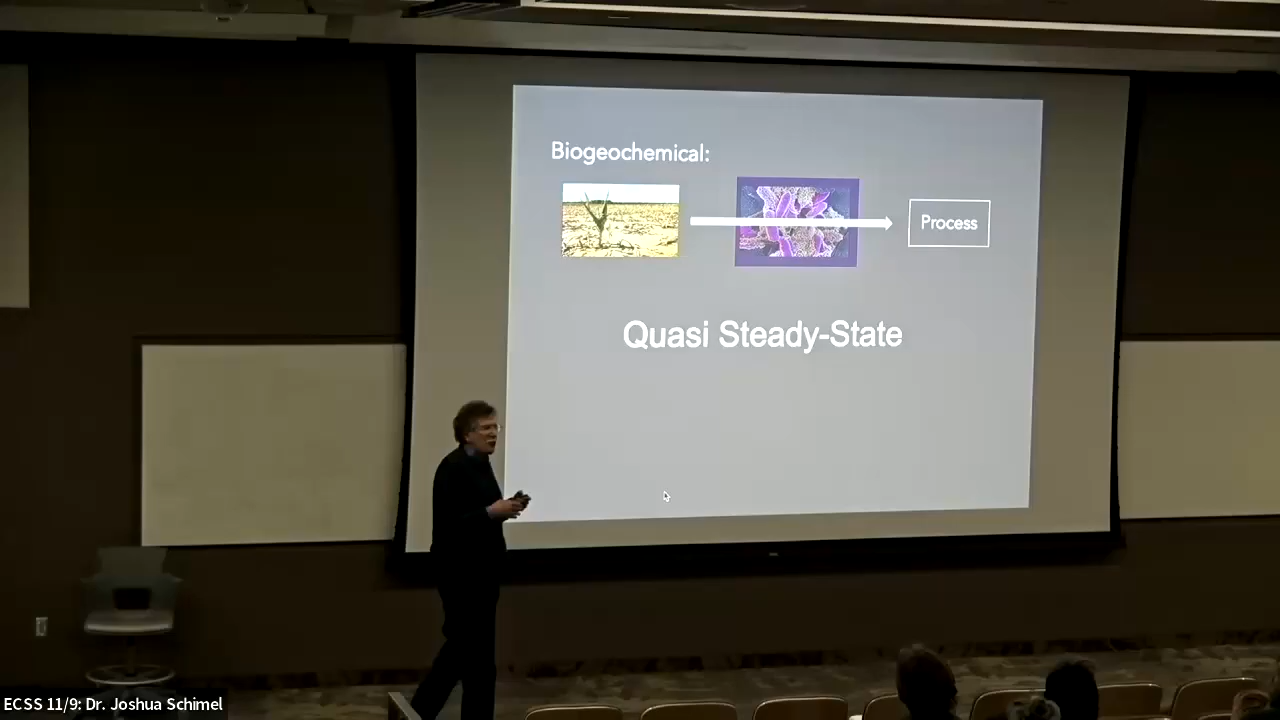 Biogeochemical:
Process
Quasi Steady-State
ECSS 11/9: Dr. Joshua Schimel